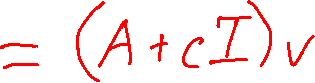 = (A+cI)v